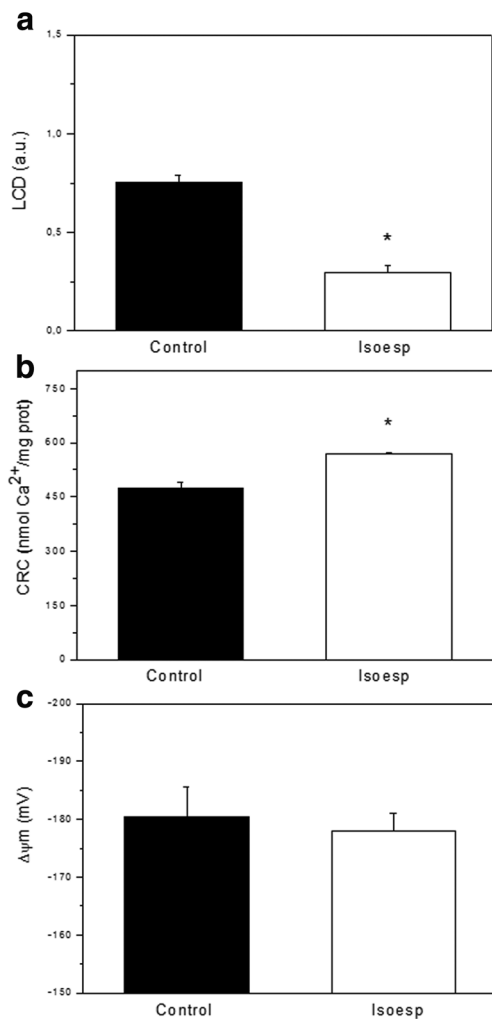 a
LCD (a.u.)
1,5
1,0
0,5
0,0
*
Control Isoesp
b
CRC (nmol Ca²⁺/mg prot)
750
600
450
300
150
0
*
Control Isoesp
c
Δψm (mV)
-200
-190
-180
-170
-160
-150
Control Isoesp